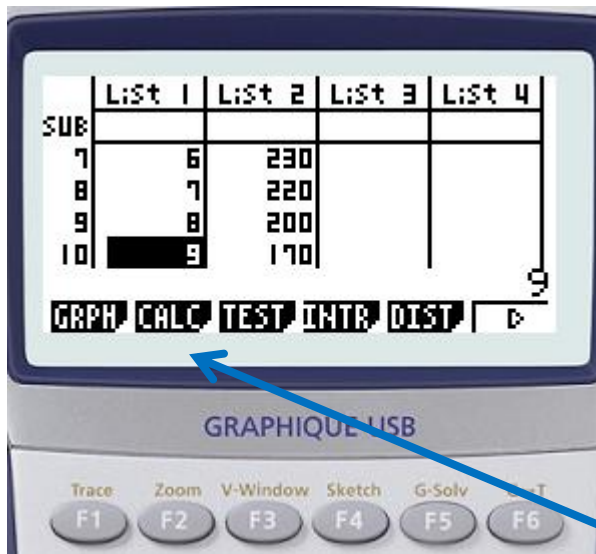 List 1 List 2 List 3 List 4
SUB
7 6 230
8 7 220
9 8 200
10 9 170
9
GRPH CALC TEST INTR DIST ▷
GRAPHIQUE USB
Trace Zoom V-Window Sketch G-Solv
F1 F2 F3 F4 F5 F6